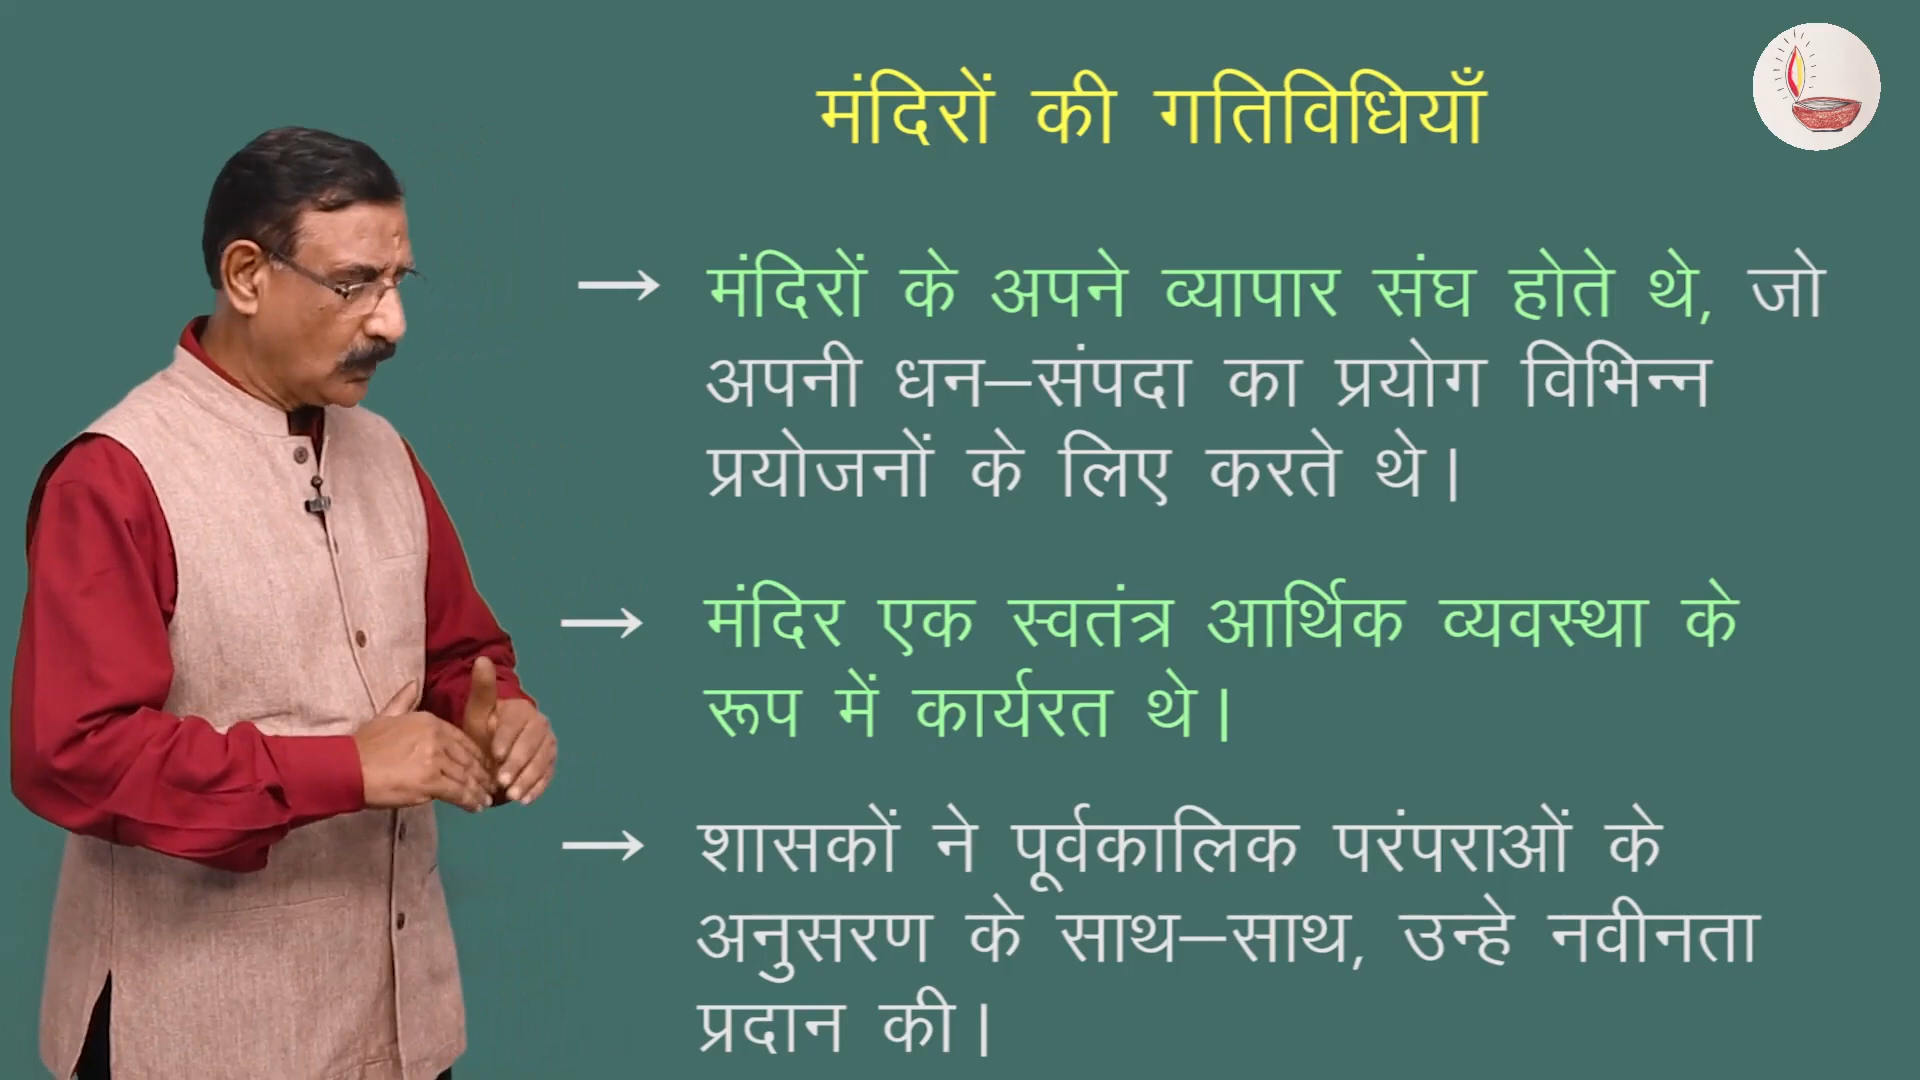 मंदिरों की गतिविधियाँ
→ मंदिरों के अपने व्यापार संघ होते थे, जो
अपनी धन–संपदा का प्रयोग विभिन्न
प्रयोजनों के लिए करते थे।
→ मंदिर एक स्वतंत्र आर्थिक व्यवस्था के
रूप में कार्यरत थे।
→ शासकों ने पूर्वकालिक परंपराओं के
अनुसरण के साथ–साथ, उन्हे नवीनता
प्रदान की।